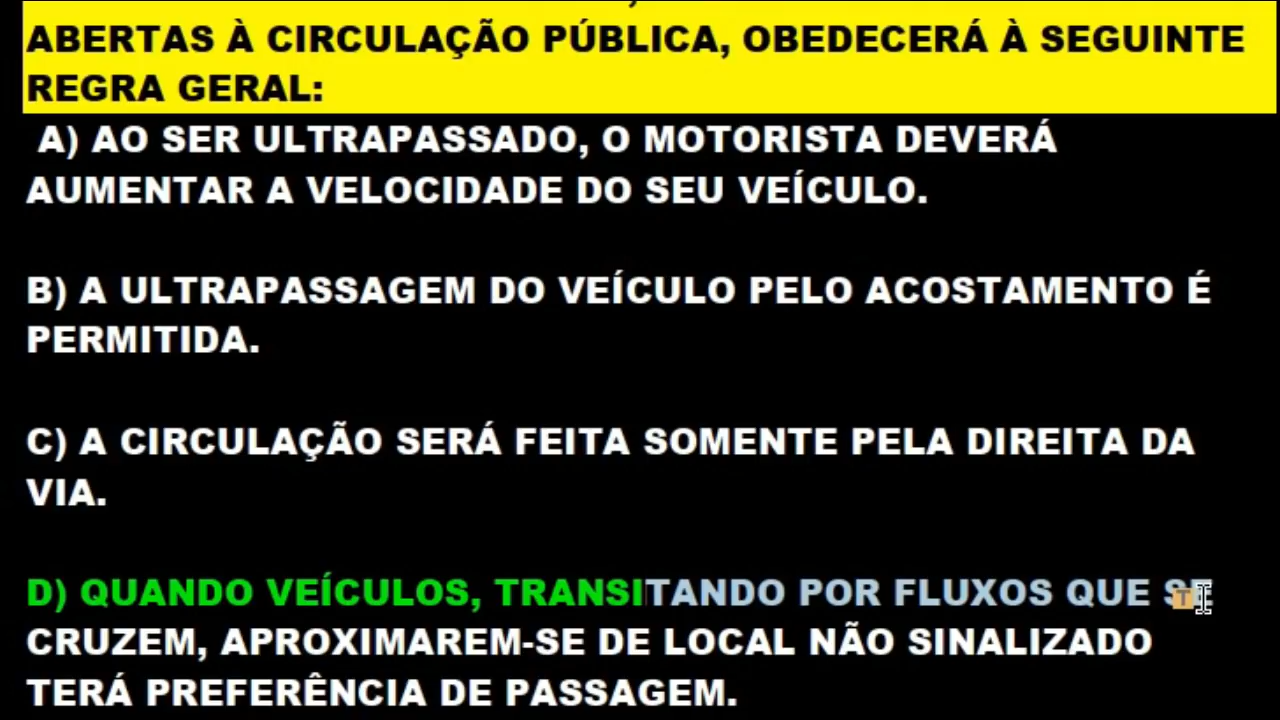 ABERTAS À CIRCULAÇÃO PÚBLICA, OBEDECERÁ À SEGUINTE
REGRA GERAL:
A) AO SER ULTRAPASSADO, O MOTORISTA DEVERÁ
AUMENTAR A VELOCIDADE DO SEU VEÍCULO.
B) A ULTRAPASSAGEM DO VEÍCULO PELO ACOSTAMENTO É
PERMITIDA.
C) A CIRCULAÇÃO SERÁ FEITA SOMENTE PELA DIREITA DA
VIA.
D) QUANDO VEÍCULOS, TRANSITANDO POR FLUXOS QUE SE
CRUZEM, APROXIMAREM-SE DE LOCAL NÃO SINALIZADO
TERÁ PREFERÊNCIA DE PASSAGEM.